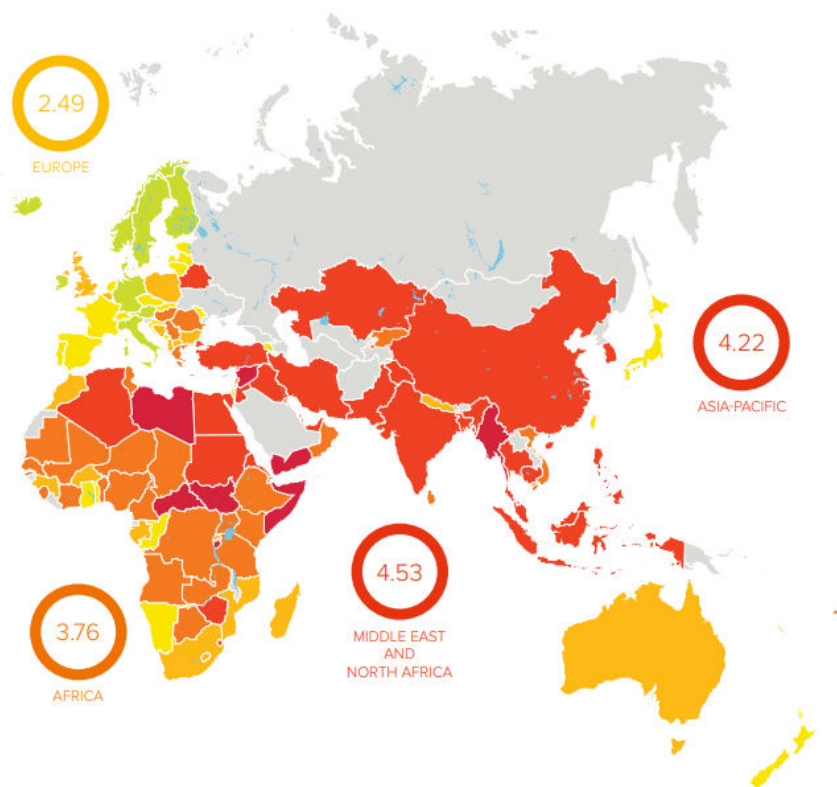 2.49
EUROPE
4.22
ASIA-PACIFIC
4.53
MIDDLE EAST
AND
NORTH AFRICA
3.76
AFRICA